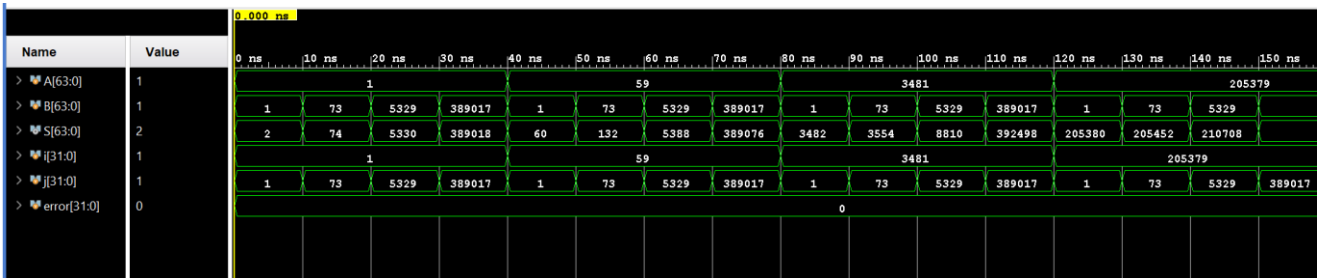 0.000 ns
Name Value 0 ns 10 ns 20 ns 30 ns 40 ns 50 ns 60 ns 70 ns 80 ns 90 ns 100 ns 110 ns 120 ns 130 ns 140 ns 150 ns
A[63:0] 1 1 59 3481 205379
B[63:0] 1 1 73 5329 389017 1 73 5329 389017 1 73 5329 389017 1 73 5329
S[63:0] 2 2 74 5330 389018 60 132 5388 389076 3482 3554 8810 392498 205380 205452 210708
i[31:0] 1 1 59 3481 205379
j[31:0] 1 1 73 5329 389017 1 73 5329 389017 1 73 5329 389017 1 73 5329 389017
error[31:0] 0 0